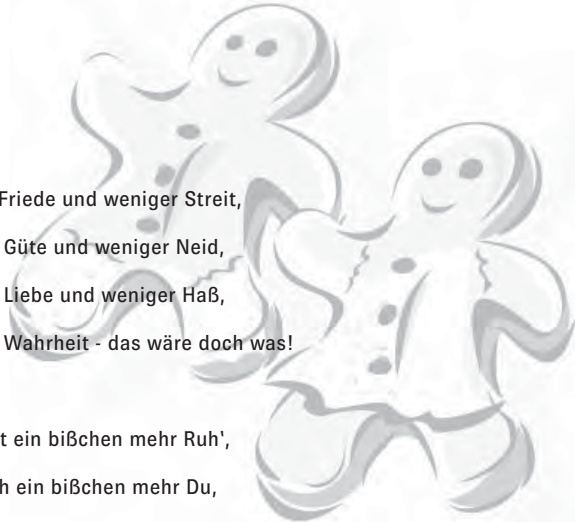 Friede und weniger Streit,
Güte und weniger Neid,
Liebe und weniger Haß,
Wahrheit - das wäre doch was!
ein bißchen mehr Ruh',
ein bißchen mehr Du,